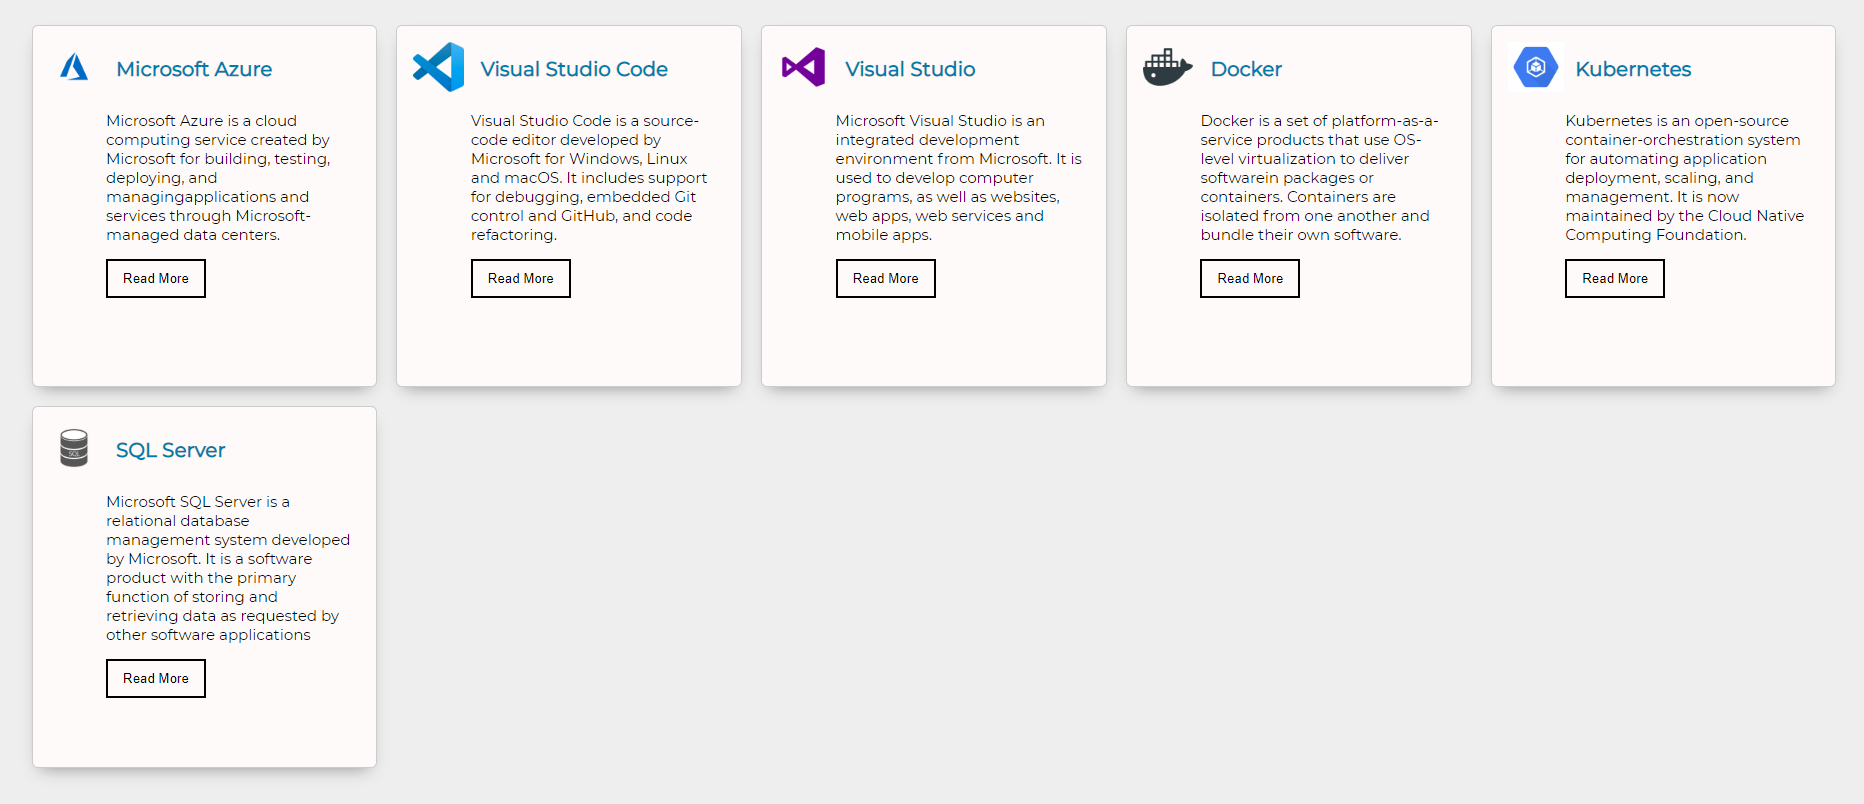 Microsoft Azure
Microsoft Azure is a cloud
computing service created by
Microsoft for building, testing,
deploying, and
managingapplications and
services through Microsoft-
managed data centers.
Read More
Visual Studio Code
Visual Studio Code is a source-
code editor developed by
Microsoft for Windows, Linux
and macOS. It includes support
for debugging, embedded Git
control and GitHub, and code
refactoring.
Read More
Visual Studio
Microsoft Visual Studio is an
integrated development
environment from Microsoft. It is
used to develop computer
programs, as well as websites,
web apps, web services and
mobile apps.
Read More
Docker
Docker is a set of platform-as-a-
service products that use OS-
level virtualization to deliver
softwarein packages or
containers. Containers are
isolated from one another and
bundle their own software.
Read More
Kubernetes
Kubernetes is an open-source
container-orchestration system
for automating application
deployment, scaling, and
management. It is now
maintained by the Cloud Native
Computing Foundation.
Read More
SQL
SQL Server
Microsoft SQL Server is a
relational database
management system developed
by Microsoft. It is a software
product with the primary
function of storing and
retrieving data as requested by
other software applications
Read More